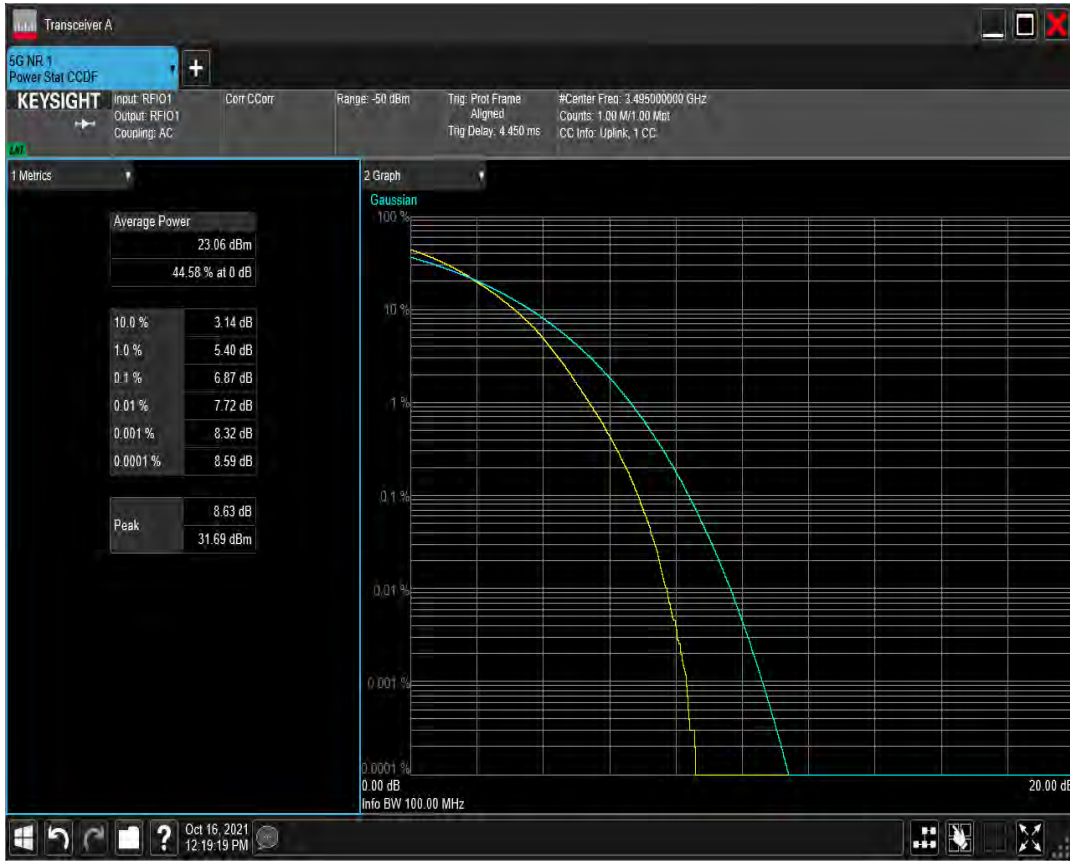 Transceiver A
5G NR 1
Power Stat CCDF
+
KEYSIGHT
Input: RFIO1
Output: RFIO1
Coupling: AC
Corr CCorr
Range: -50 dBm
Trig: Prot Frame
Aligned
Trig Delay: 4.450 ms
#Center Freq: 3.495000000 GHz
Counts: 1.00 M/1.00 Mpt
CC Info: Uplink, 1 CC
1 Metrics
Average Power
23.06 dBm
44.58 % at 0 dB
10.0 % 3.14 dB
1.0 % 5.40 dB
0.1 % 6.87 dB
0.01 % 7.72 dB
0.001 % 8.32 dB
0.0001 % 8.59 dB
Peak
8.63 dB
31.69 dBm
2 Graph
Gaussian
100 %
10 %
1 %
0.1 %
0.01 %
0.001 %
0.0001 %
0.00 dB 20.00 dB
Info BW 100.00 MHz
?
Oct 16, 2021
12:19:19 PM